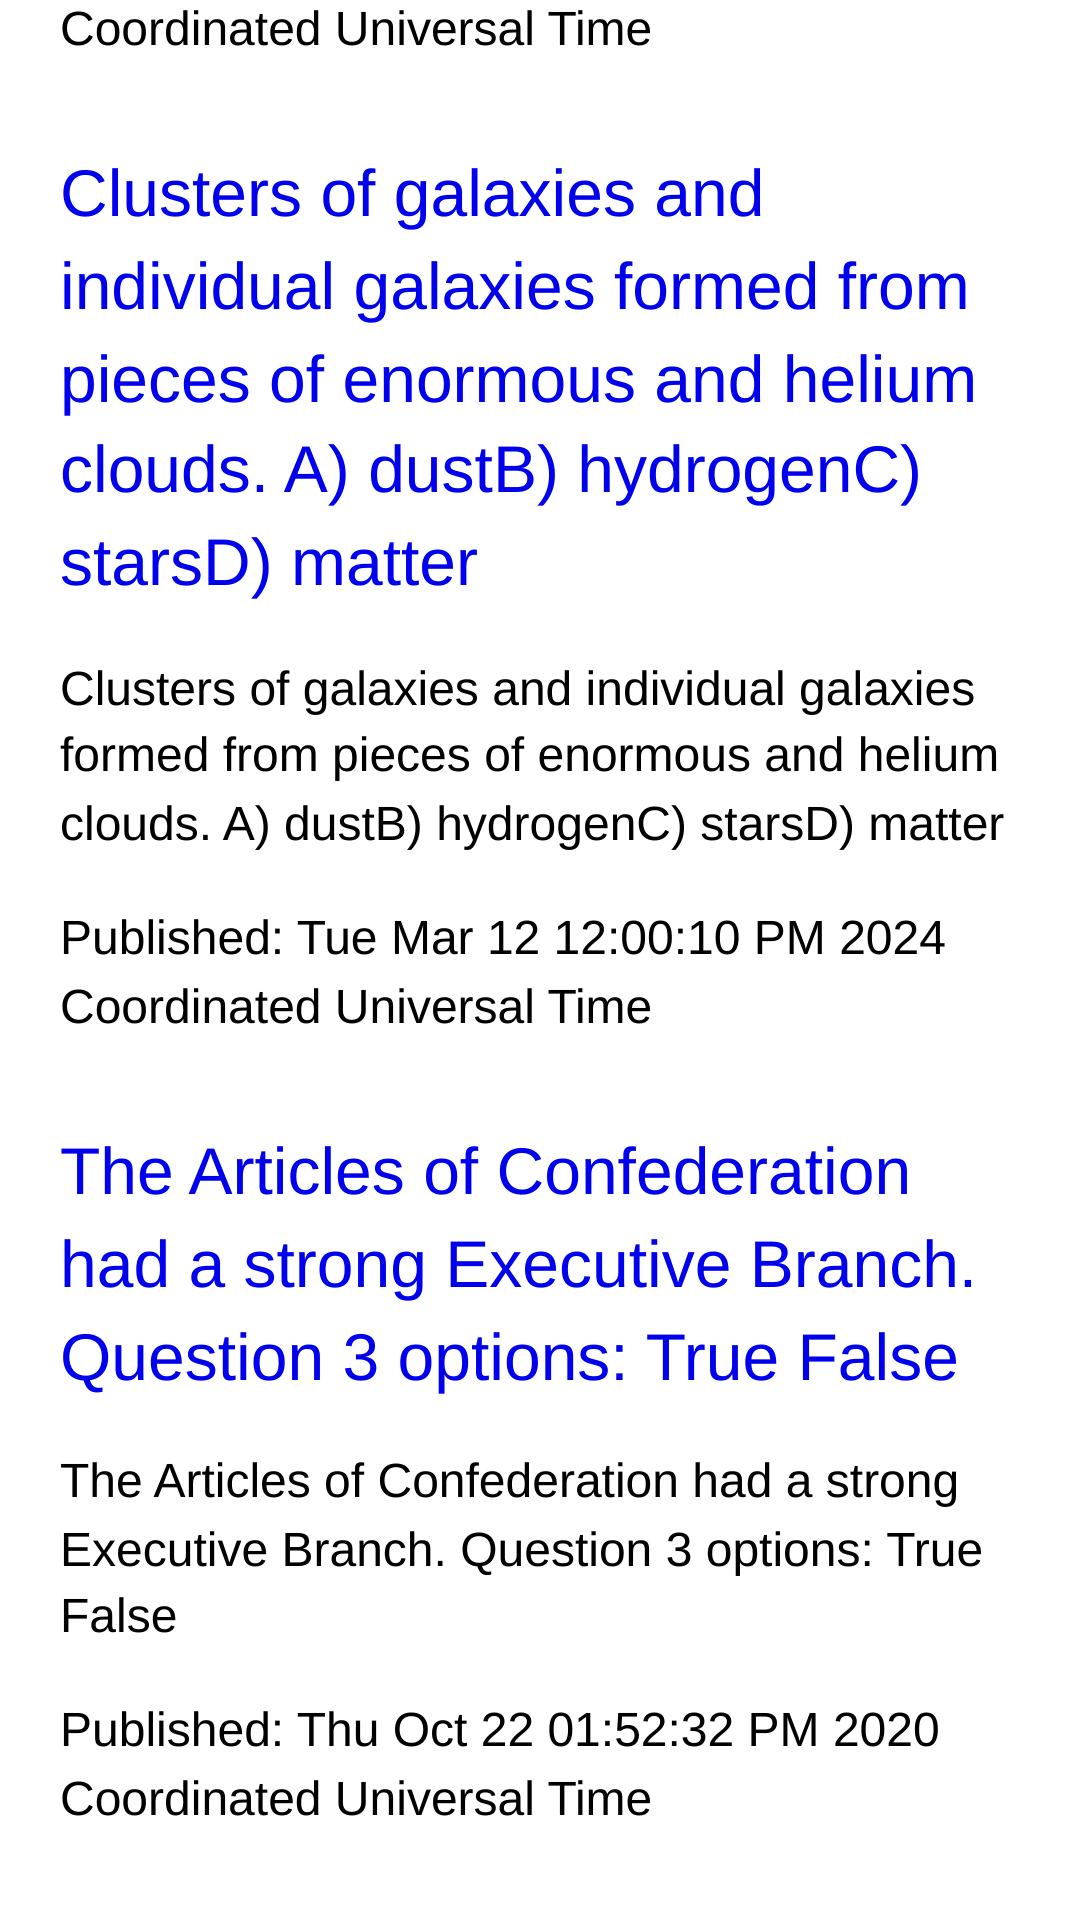 Coordinated Universal Time
Clusters of galaxies and
individual galaxies formed from
pieces of enormous and helium
clouds. A) dustB) hydrogenC)
starsD) matter
Clusters of galaxies and individual galaxies
formed from pieces of enormous and helium
clouds. A) dustB) hydrogenC) starsD) matter
Published: Tue Mar 12 12:00:10 PM 2024
Coordinated Universal Time
The Articles of Confederation
had a strong Executive Branch.
Question 3 options: True False
The Articles of Confederation had a strong
Executive Branch. Question 3 options: True
False
Published: Thu Oct 22 01:52:32 PM 2020
Coordinated Universal Time